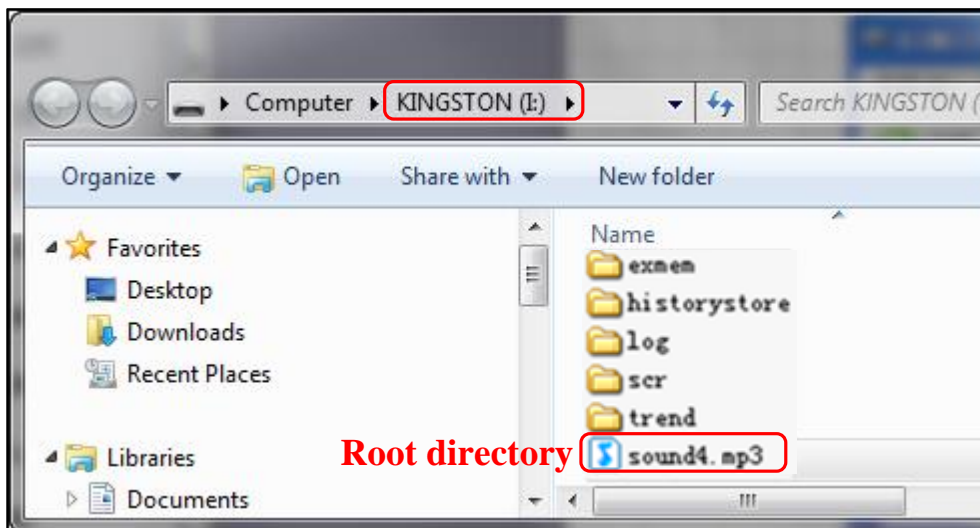 Computer KINGSTON (I:) Search KINGSTON (
Organize Open Share with New folder
Favorites
Desktop
Downloads
Recent Places
Libraries
Documents
Name
exmem
historystore
log
scr
trend
Root directory sound4.mp3